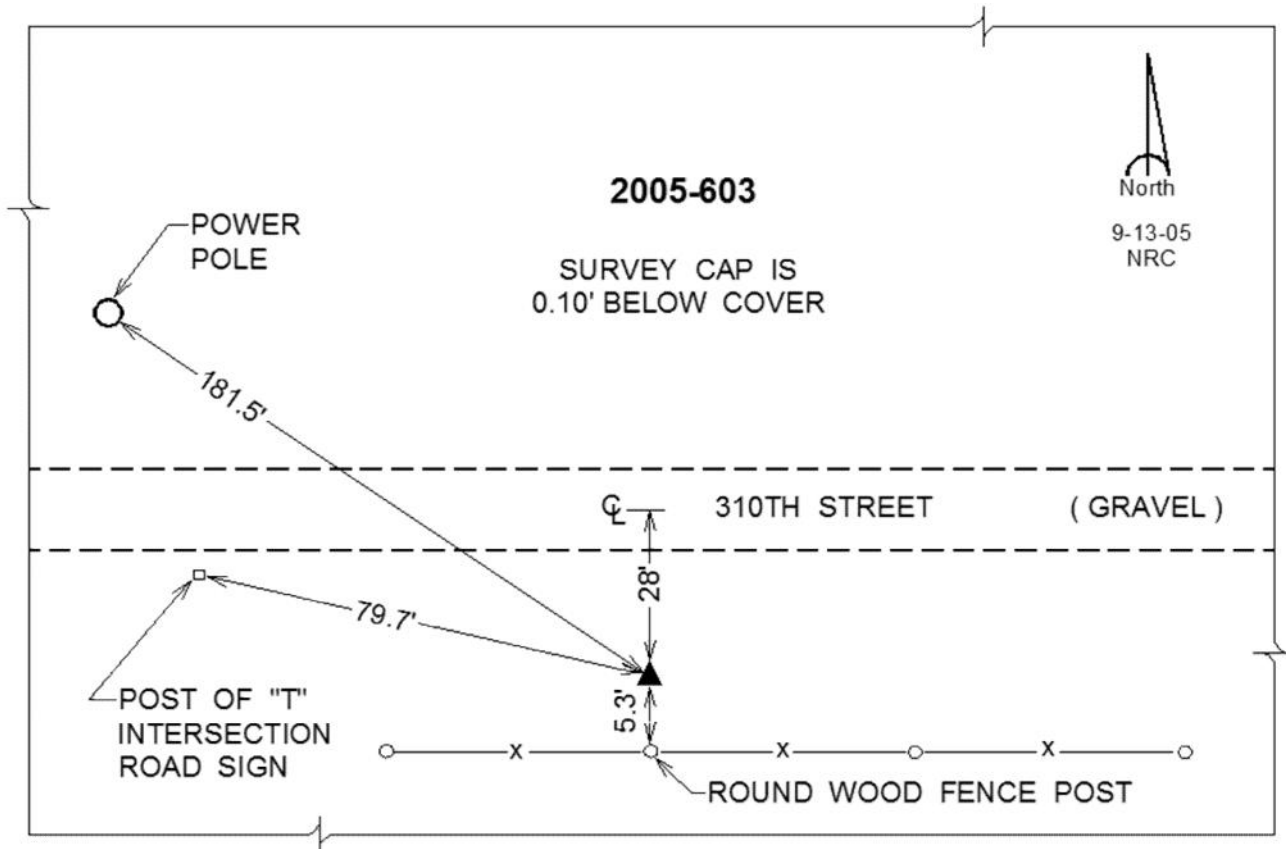 2005-603
SURVEY CAP IS
0.10' BELOW COVER
North
9-13-05
NRC
POWER
POLE
181.5'
℄ 310TH STREET (GRAVEL)
28'
79.7'
5.3'
POST OF "T"
INTERSECTION
ROAD SIGN
x x x
ROUND WOOD FENCE POST